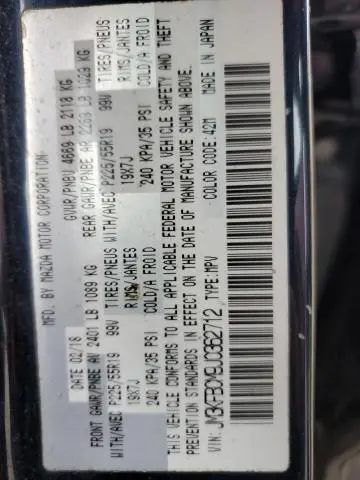 MFD. BY MAZDA MOTOR CORPORATION
DATE 02/18 GVWR/PNBV 4669 LB 2118 KG
FRONT GAWR/PNBE AV 2401 LB 1089 KG REAR GAWR/PNBE AR 2269 LB 1029 KG
WITH/AVEC P225/55R19 99V TIRES/PNEUS WITH/AVEC P225/55R19 99V TIRES/PNEUS
19X7J RIMS/JANTES 19X7J RIMS/JANTES
240 KPA/35 PSI COLD/A FROID 240 KPA/35 PSI COLD/A FROID
THIS VEHICLE CONFORMS TO ALL APPLICABLE FEDERAL MOTOR VEHICLE SAFETY AND THEFT
PREVENTION STANDARDS IN EFFECT ON THE DATE OF MANUFACTURE SHOWN ABOVE.
COLOR CODE: 42M MADE IN JAPAN
VIN: JM3KFBDM9J0362712, TYPE: MPV